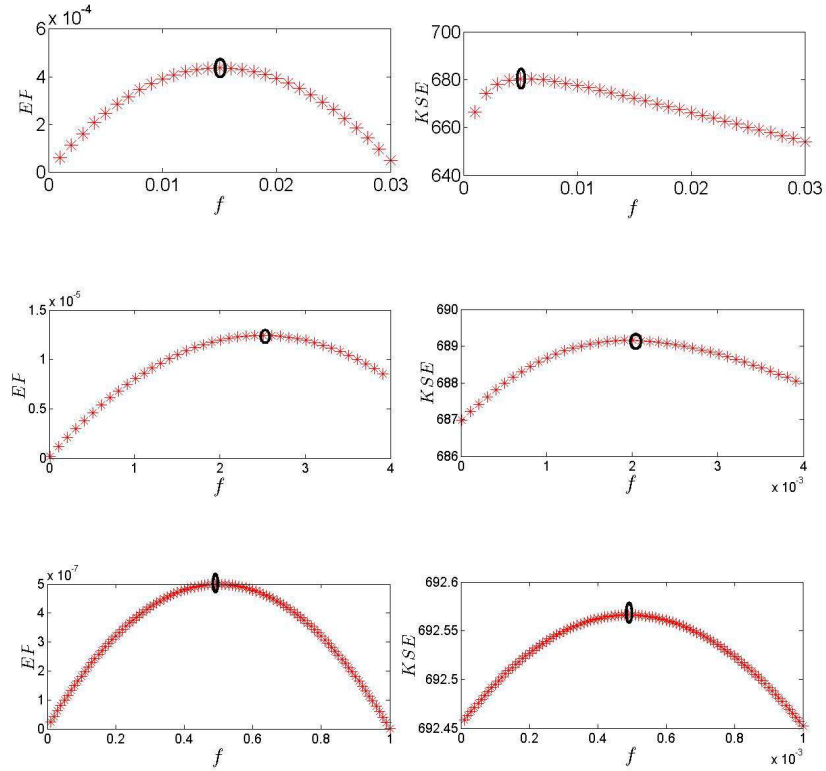 x 10⁻⁴
6
4
2
0
EP
0 0.01 0.02 0.03
f
700
680
660
640
KSE
0 0.01 0.02 0.03
f
x 10⁻⁵
1.5
1
0.5
0
EP
0 1 2 3 4
f
690
689
688
687
686
KSE
0 1 2 3 4
x 10⁻³
f
x 10⁻⁷
5
4
3
2
1
0
EP
0 0.2 0.4 0.6 0.8 1
f
692.6
692.55
692.5
692.45
KSE
0 0.2 0.4 0.6 0.8 1
x 10⁻³
f